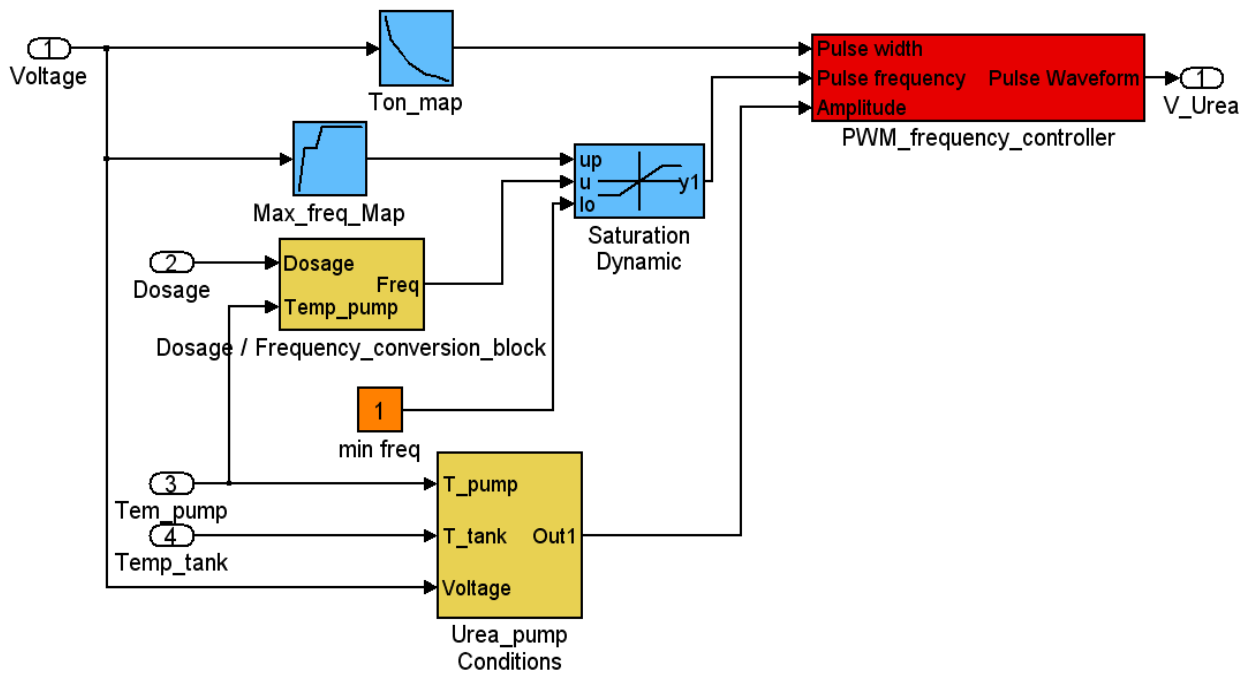 1
Voltage
Ton_map
Pulse width
Pulse frequency
Pulse Waveform
Amplitude
PWM_frequency_controller
1
V_Urea
Max_freq_Map
up
u
lo
y1
Saturation
Dynamic
2
Dosage
Dosage
Freq
Temp_pump
Dosage / Frequency_conversion_block
1
min freq
3
Tem_pump
4
Temp_tank
T_pump
T_tank
Out1
Voltage
Urea_pump
Conditions